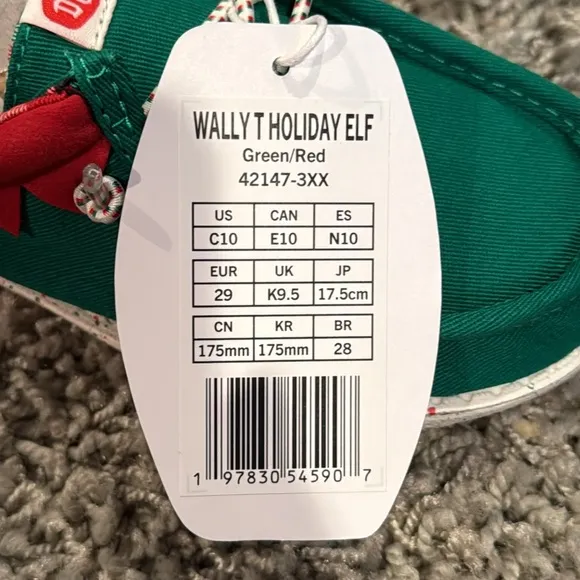 WALLY T HOLIDAY ELF
Green/Red
42147-3XX
US CAN ES
C10 E10 N10
EUR UK JP
29 K9.5 17.5cm
CN KR BR
175mm 175mm 28
1 97830 54590 7